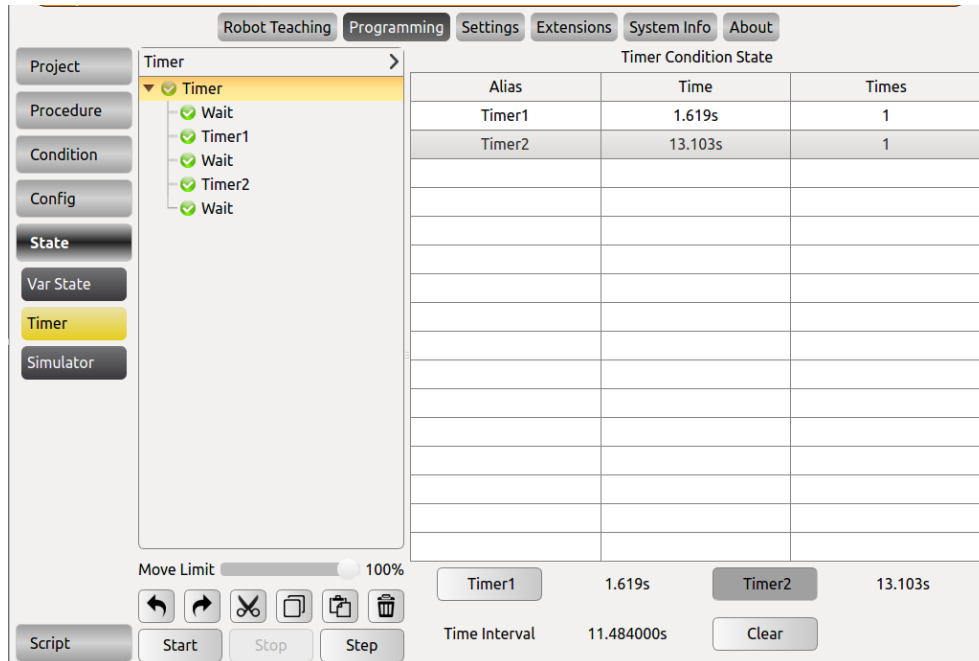 Robot Teaching Programming Settings Extensions System Info About
Project
Procedure
Condition
Config
State
Var State
Timer
Simulator
Script
Timer >
Timer
Wait
Timer1
Wait
Timer2
Wait
Move Limit 100%
Start Stop Step
Timer Condition State
Alias Time Times
Timer1 1.619s 1
Timer2 13.103s 1
Timer1 1.619s Timer2 13.103s
Time Interval 11.484000s Clear